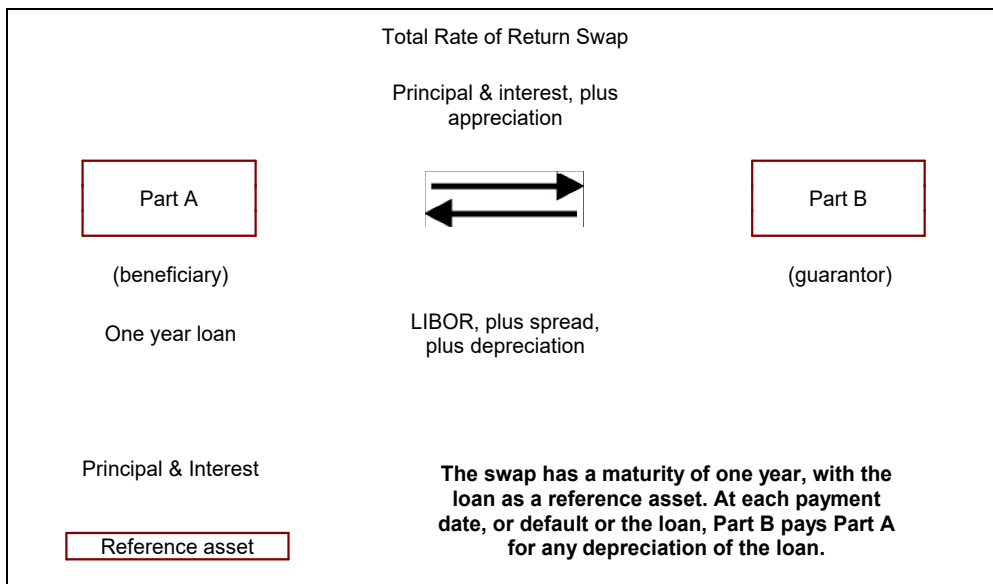 Total Rate of Return Swap
Principal & interest, plus
appreciation
Part A
Part B
(beneficiary)
(guarantor)
One year loan
LIBOR, plus spread,
plus depreciation
Principal & Interest
The swap has a maturity of one year, with the
loan as a reference asset. At each payment
date, or default or the loan, Part B pays Part A
for any depreciation of the loan.
Reference asset